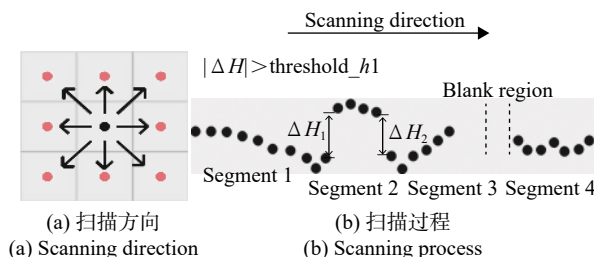 Scanning direction
|ΔH|>threshold_h1
Blank region
ΔH1
ΔH2
Segment 1
Segment 2
Segment 3
Segment 4
(a) 扫描方向
(b) 扫描过程
(a) Scanning direction
(b) Scanning process